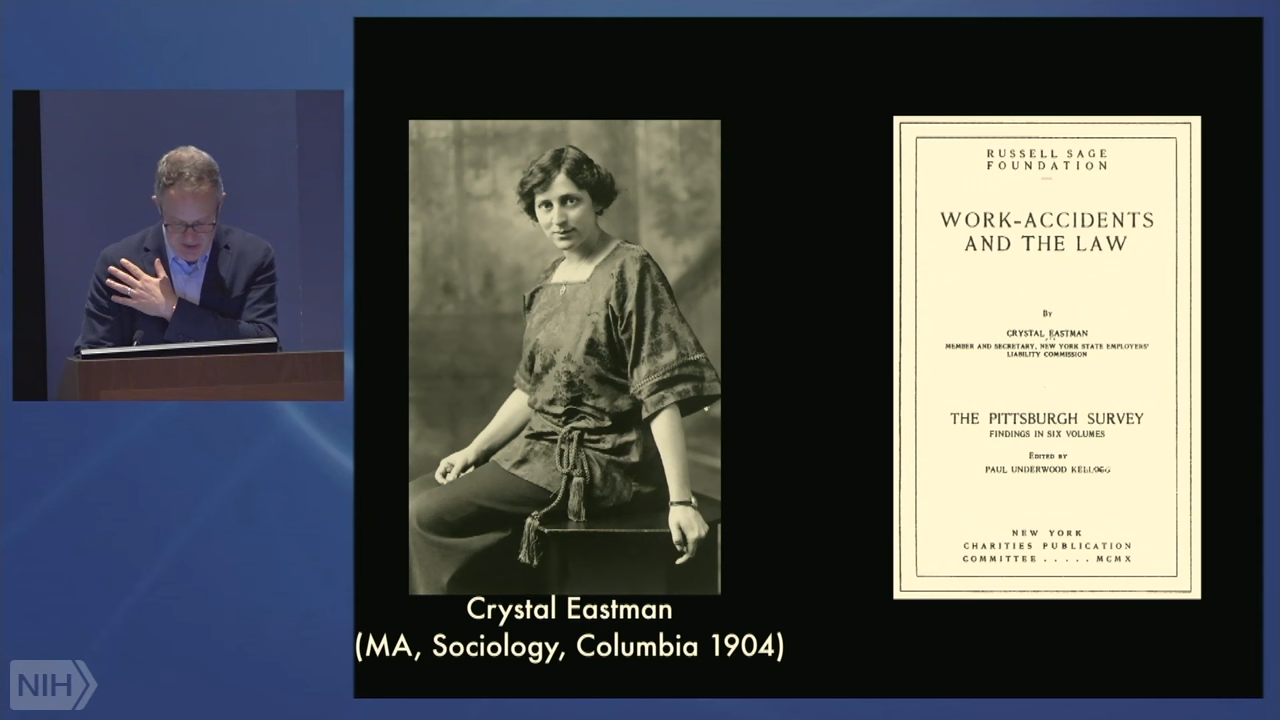 RUSSELL SAGE
FOUNDATION
WORK-ACCIDENTS
AND THE LAW
By
CRYSTAL EASTMAN
MEMBER AND SECRETARY, NEW YORK STATE EMPLOYERS'
LIABILITY COMMISSION
THE PITTSBURGH SURVEY
FINDINGS IN SIX VOLUMES
EDITED BY
PAUL UNDERWOOD KELLOGG
NEW YORK
CHARITIES PUBLICATION
COMMITTEE . . . . . MCMX
Crystal Eastman
(MA, Sociology, Columbia 1904)
NIH